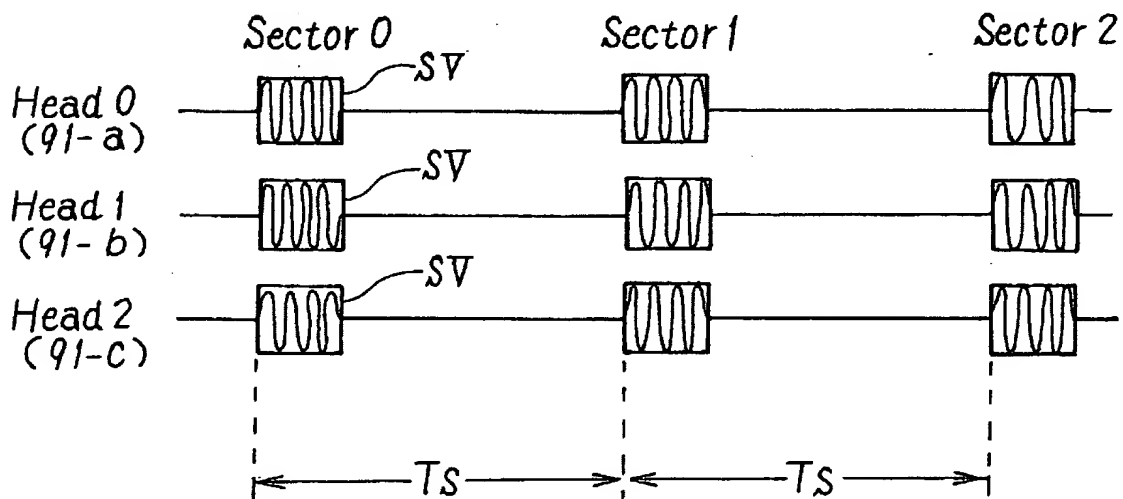 Sector 0 Sector 1 Sector 2
SV
Head 0
(91-a)
SV
Head 1
(91-b)
SV
Head 2
(91-c)
Ts Ts